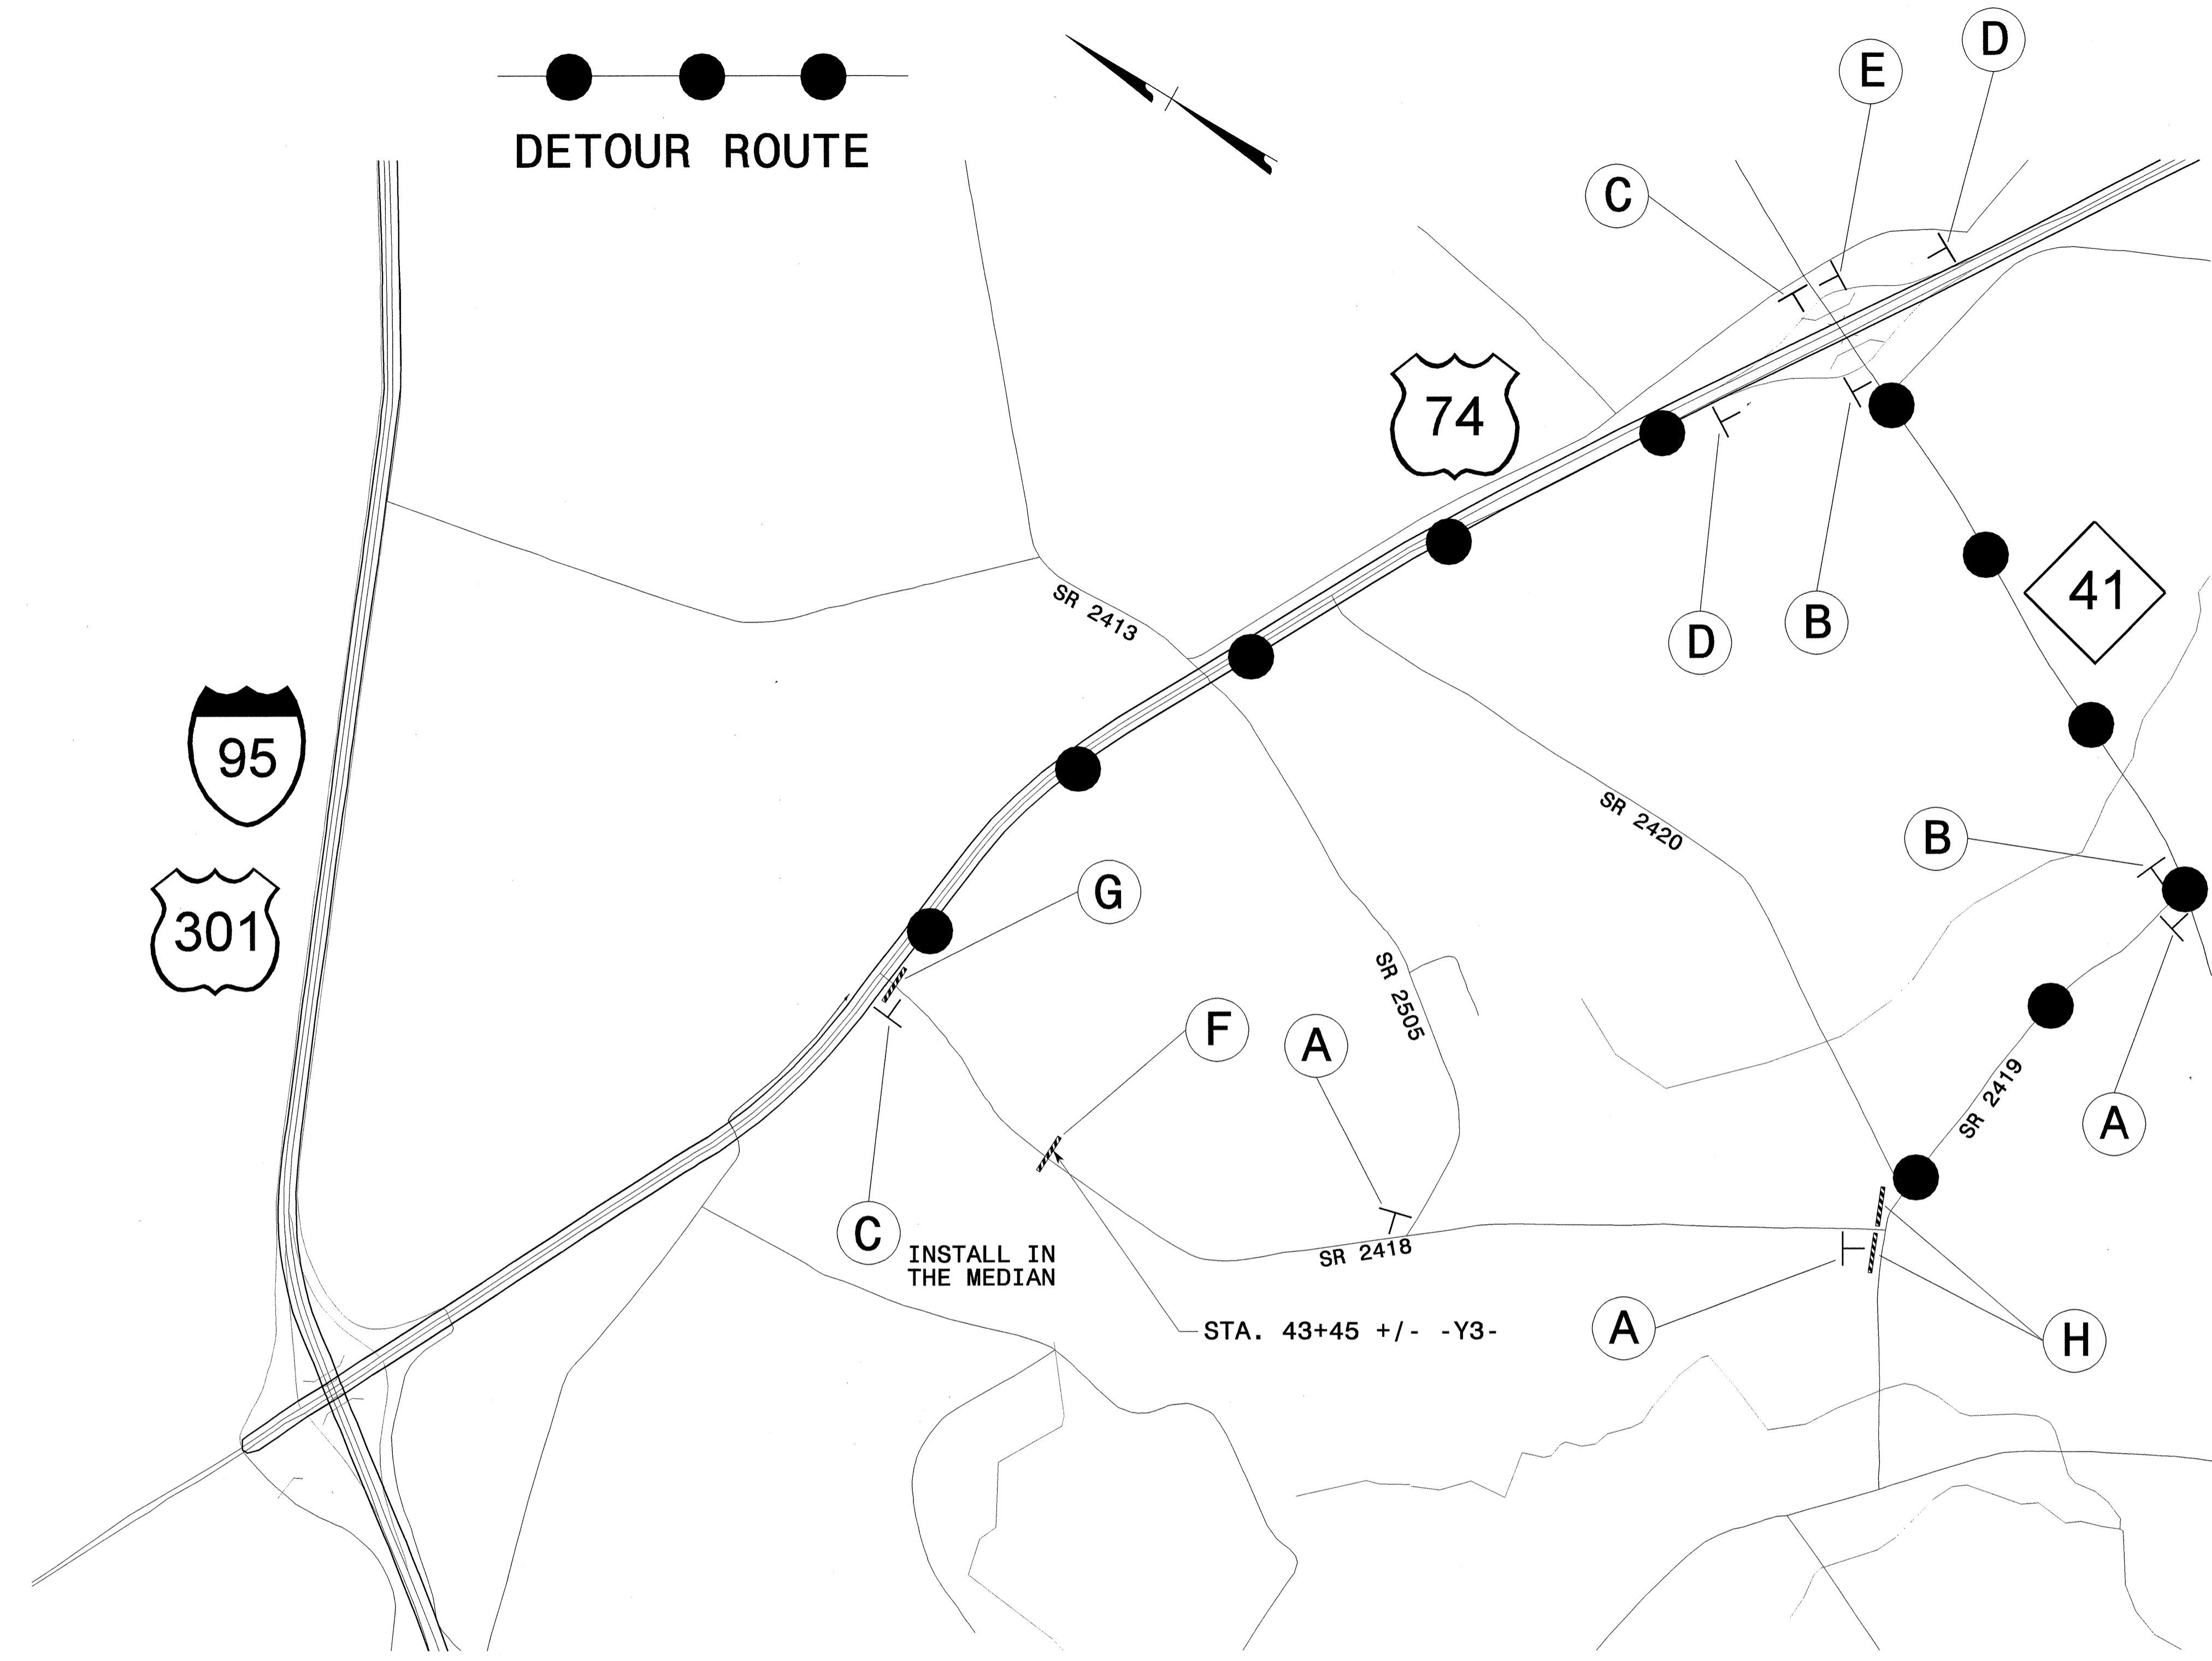 DETOUR ROUTE
D
E
C
74
41
SR 2413
D
B
95
SR 2420
B
301
G
SR 2505
F
A
SR 2419
A
C
INSTALL IN
THE MEDIAN
SR 2418
STA. 43+45 +/- -Y3-
A
H